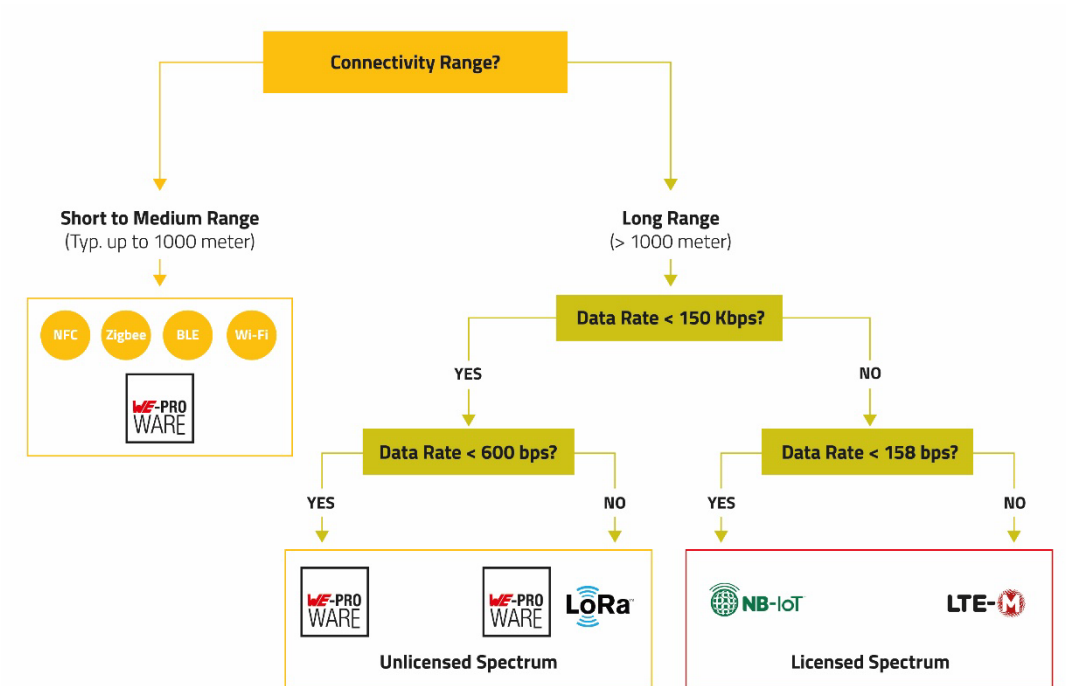 Connectivity Range?
Short to Medium Range
(Typ. up to 1000 meter)
Long Range
(> 1000 meter)
NFC
Zigbee
BLE
Wi-Fi
WE-PRO
WARE
Data Rate < 150 Kbps?
YES
NO
Data Rate < 600 bps?
Data Rate < 158 bps?
YES
NO
YES
NO
WE-PRO
WARE
WE-PRO
WARE
LoRa™
NB-IoT
LTE-M
Unlicensed Spectrum
Licensed Spectrum